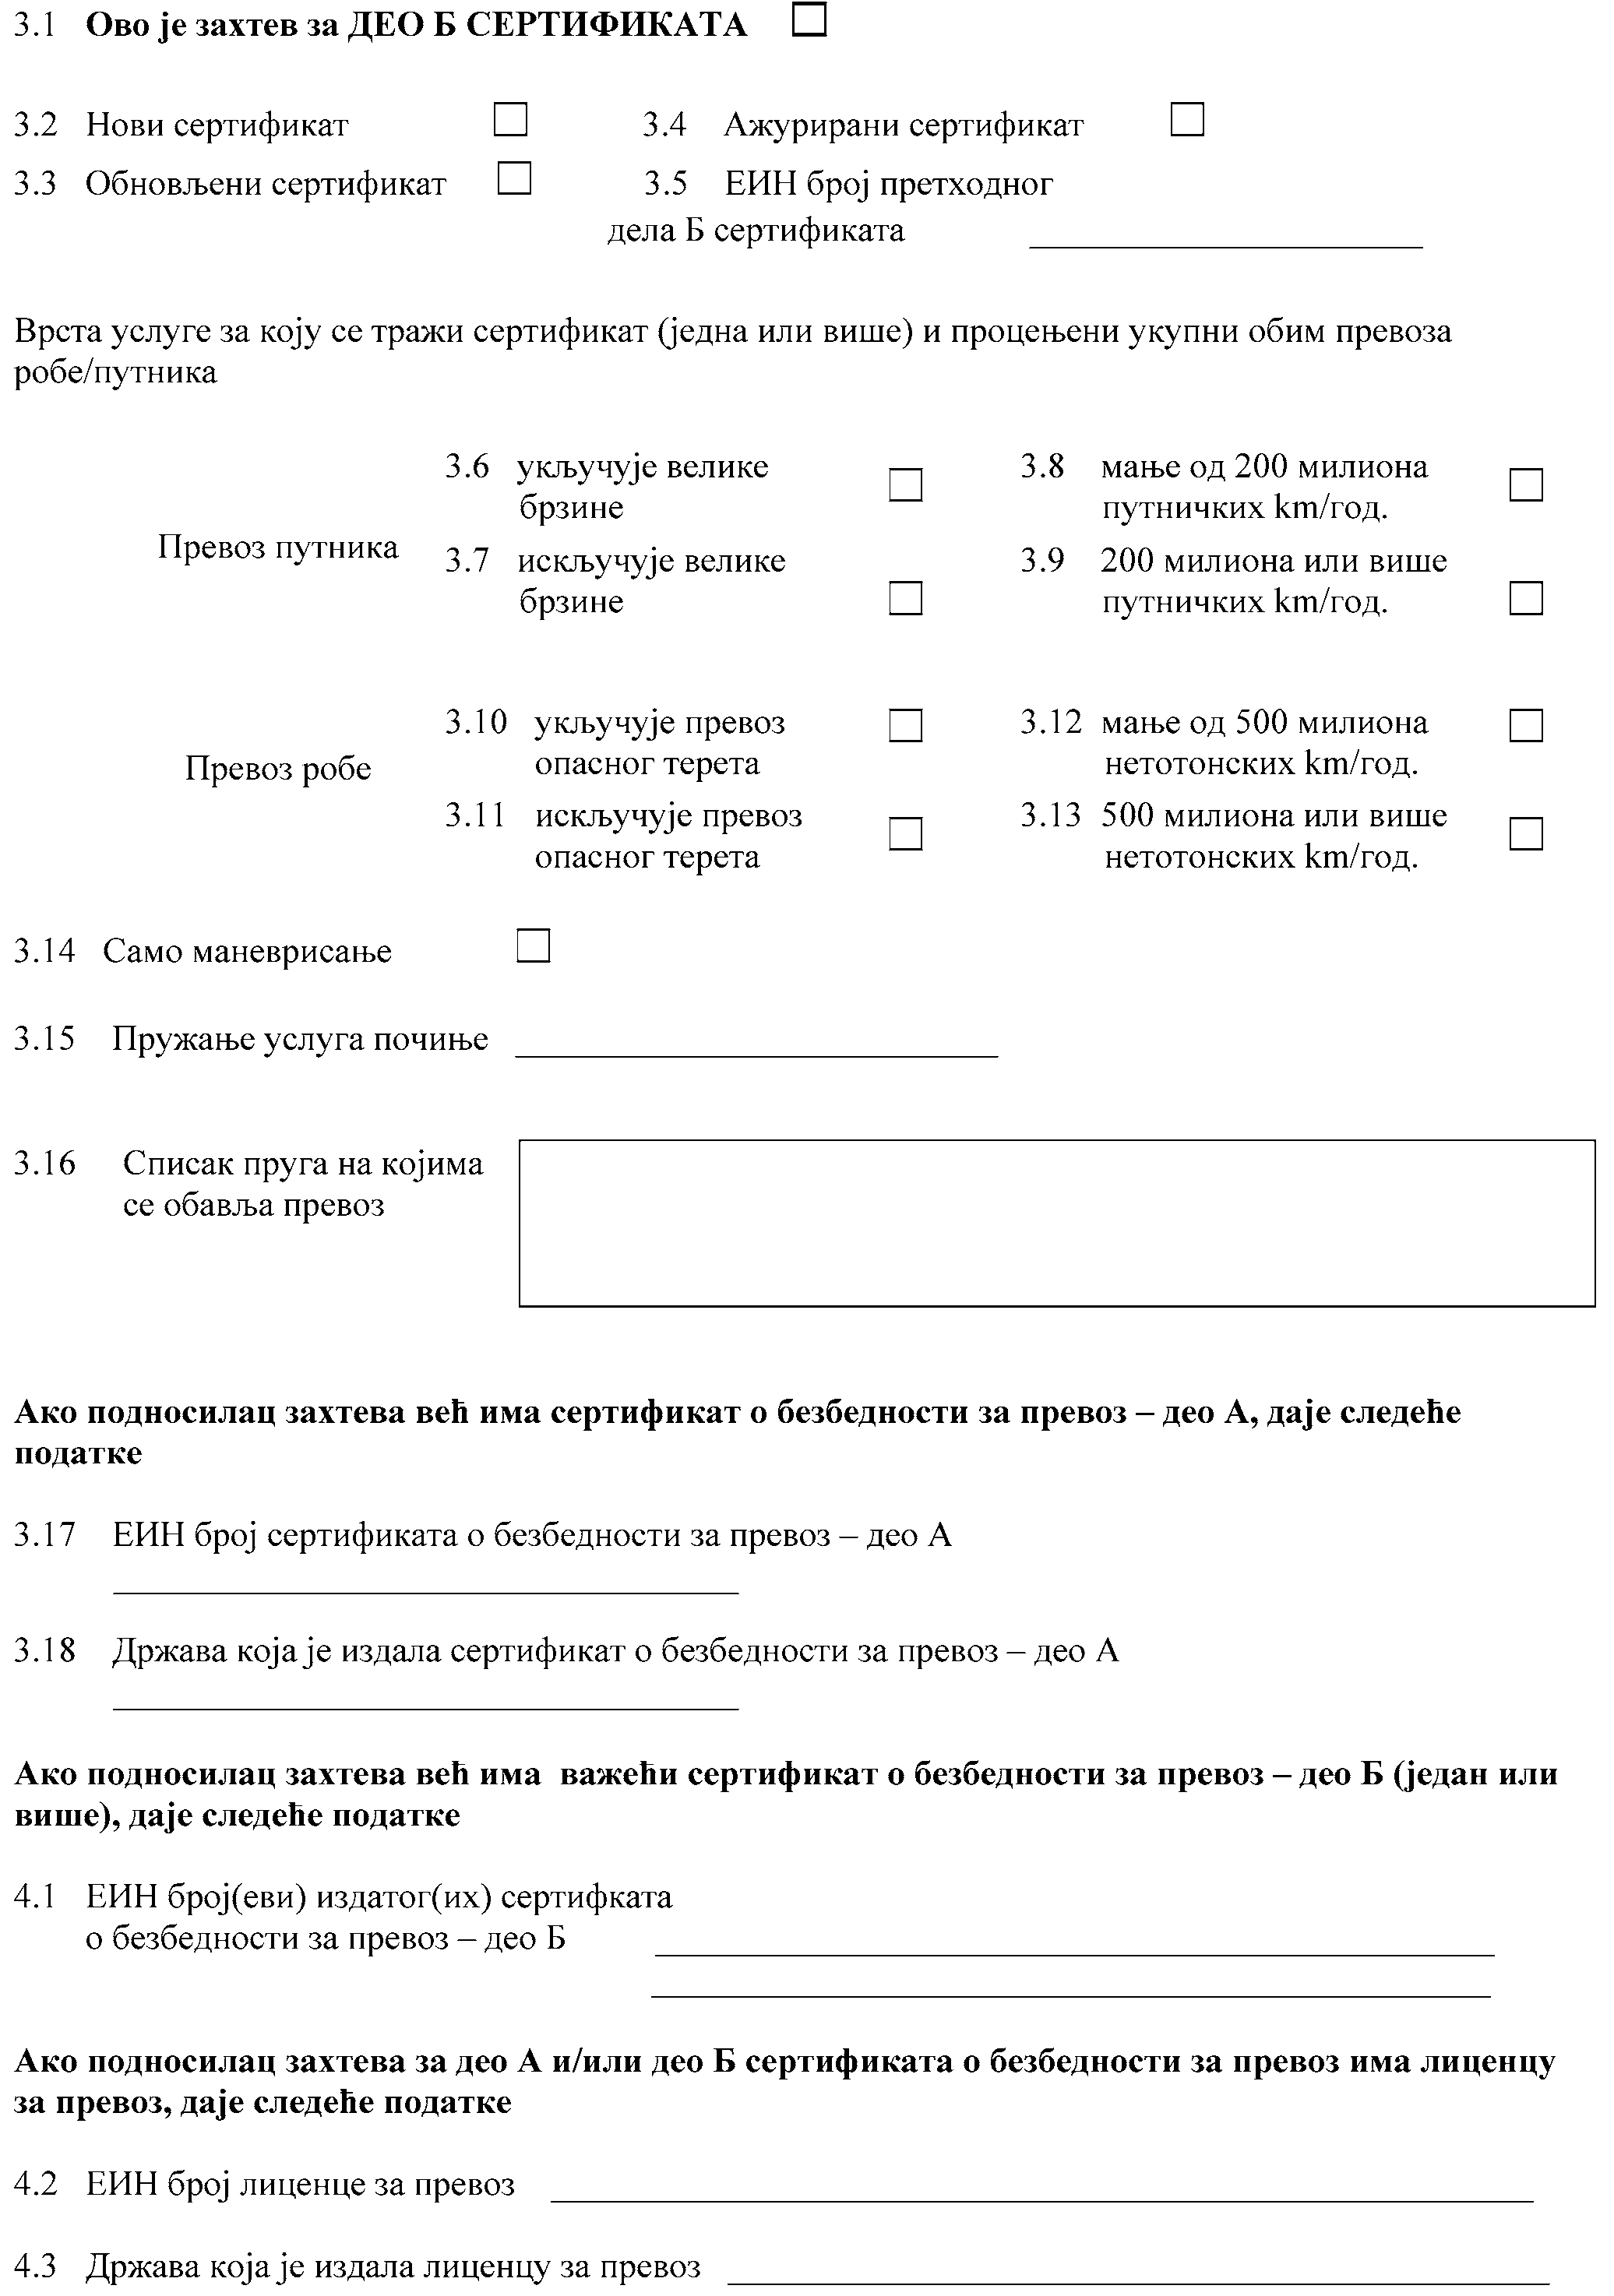 3.1 Ово је захтев за ДЕО Б СЕРТИФИКАТА
3.2 Нови сертификат 3.4 Ажурирани сертификат
3.3 Обновљени сертификат 3.5 ЕИН број претходног
дела Б сертификата
Врста услуге за коју се тражи сертификат (једна или више) и процењени укупни обим превоза
робе/путника
Превоз путника
3.6 укључује велике
брзине
3.8 мање од 200 милиона
путничких km/год.
3.7 искључује велике
брзине
3.9 200 милиона или више
путничких km/год.
Превоз робе
3.10 укључује превоз
опасног терета
3.12 мање од 500 милиона
нетотонских km/год.
3.11 искључује превоз
опасног терета
3.13 500 милиона или више
нетотонских km/год.
3.14 Само маневрисање
3.15 Пружање услуга почиње
3.16 Списак пруга на којима
се обавља превоз
Ако подносилац захтева већ има сертификат о безбедности за превоз – део А, даје следеће
податке
3.17 ЕИН број сертификата о безбедности за превоз – део А
3.18 Држава која је издала сертификат о безбедности за превоз – део А
Ако подносилац захтева већ има важећи сертификат о безбедности за превоз – део Б (један или
више), даје следеће податке
4.1 ЕИН број(еви) издатог(их) сертифката
о безбедности за превоз – део Б
Ако подносилац захтева за део А и/или део Б сертификата о безбедности за превоз има лиценцу
за превоз, даје следеће податке
4.2 ЕИН број лиценце за превоз
4.3 Држава која је издала лиценцу за превоз